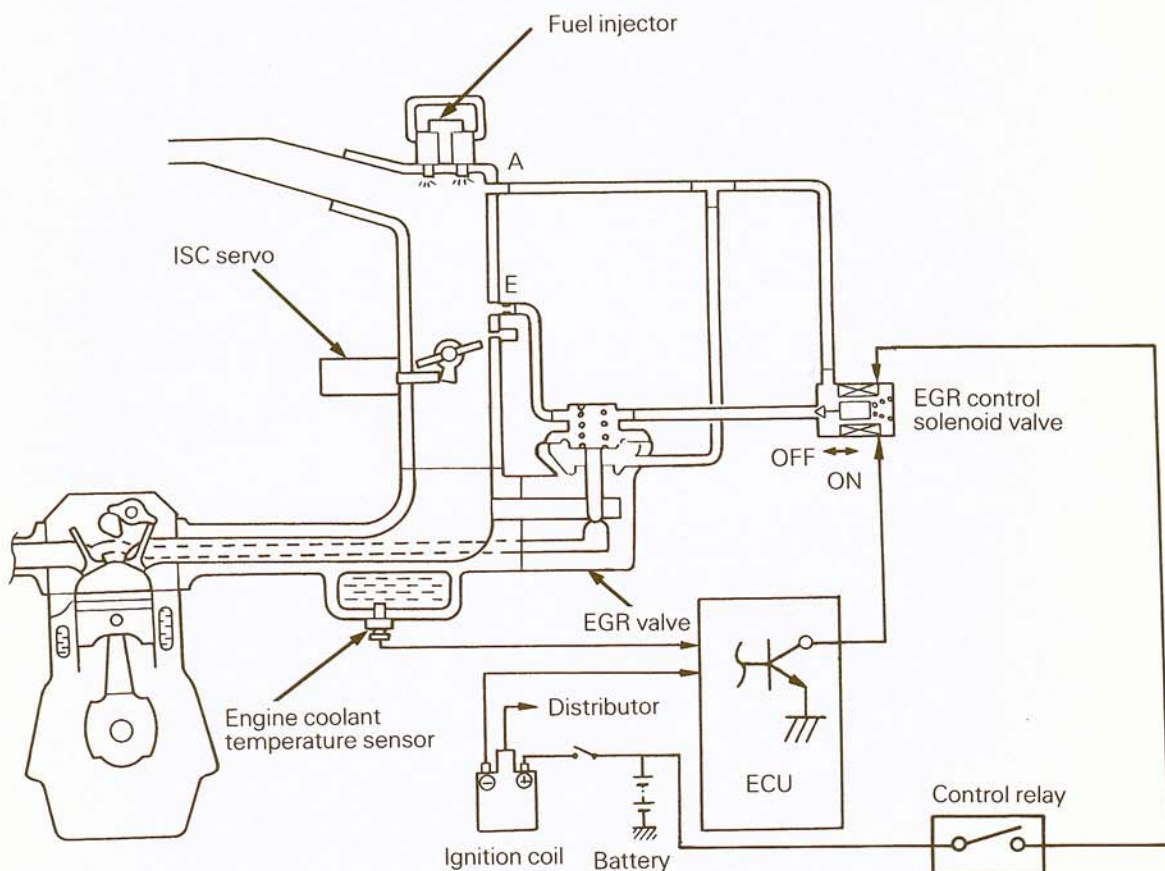 Fuel injector
A
ISC servo
E
EGR control
solenoid valve
OFF
ON
EGR valve
Engine coolant
temperature sensor
Distributor
ECU
Control relay
Ignition coil
Battery